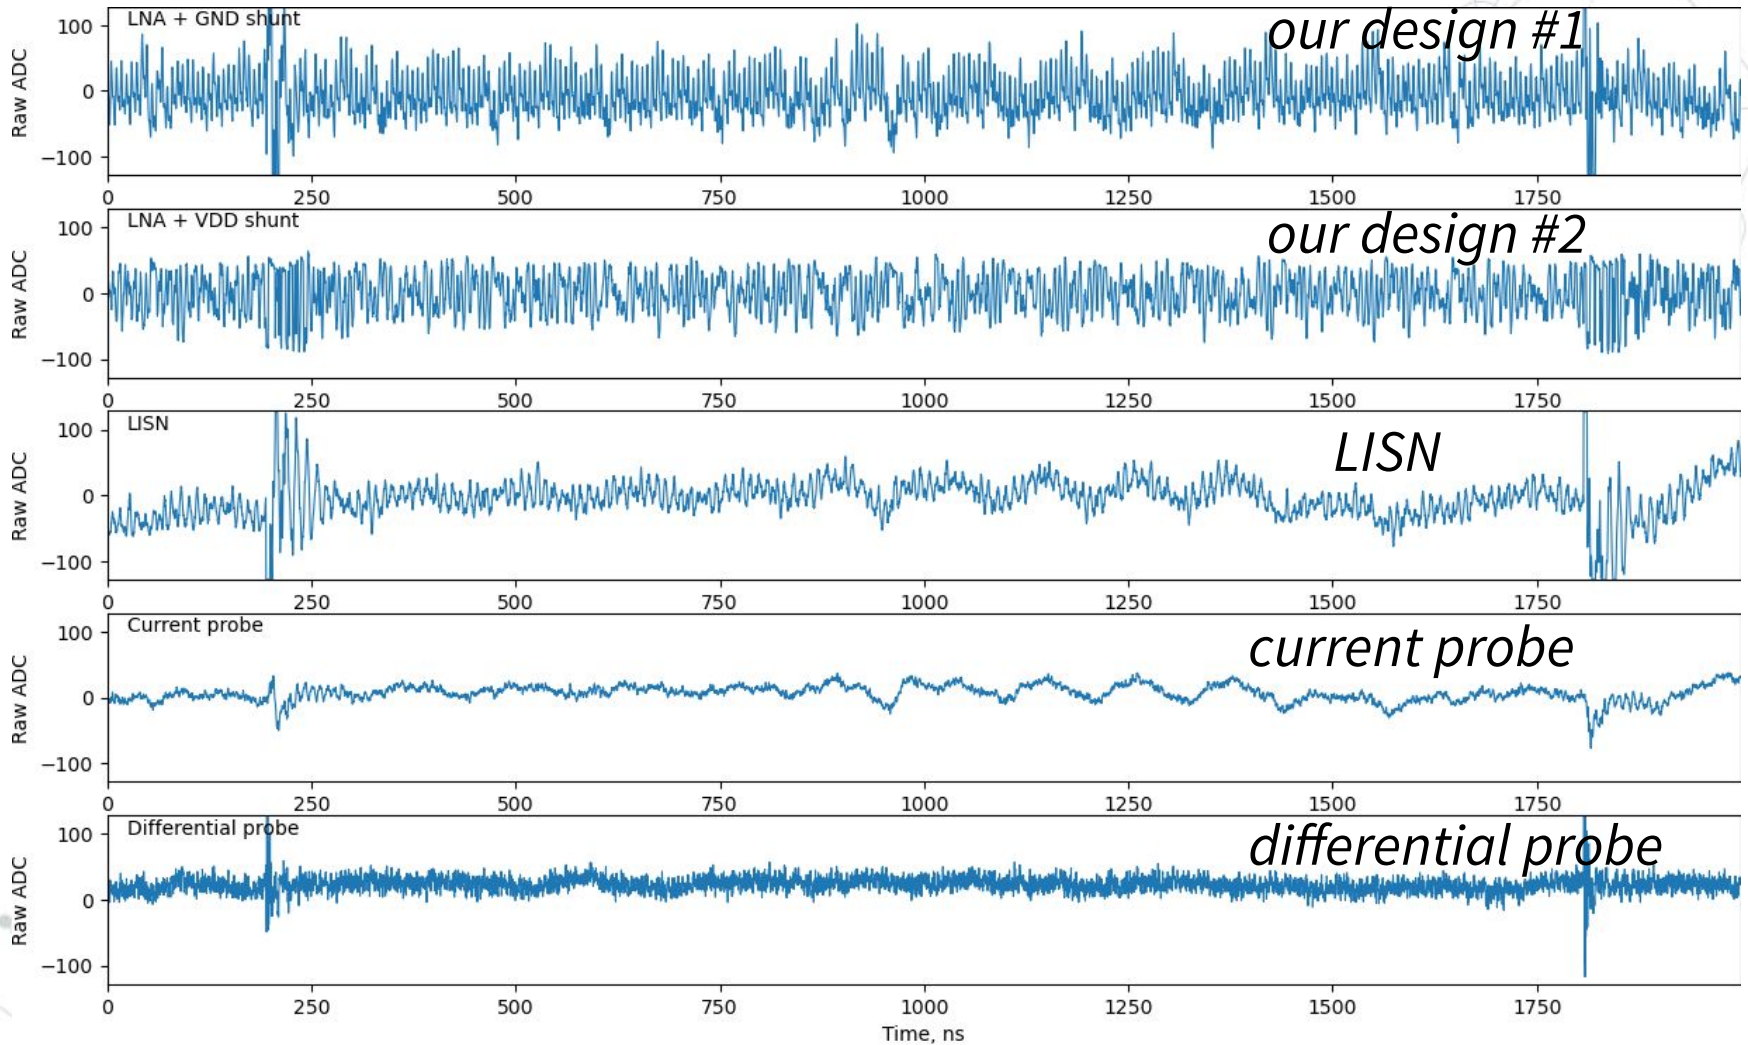 LNA + GND shunt
our design #1
Raw ADC
100
0
−100
0 250 500 750 1000 1250 1500 1750
LNA + VDD shunt
our design #2
Raw ADC
100
0
−100
0 250 500 750 1000 1250 1500 1750
LISN
LISN
Raw ADC
100
0
−100
0 250 500 750 1000 1250 1500 1750
Current probe
current probe
Raw ADC
100
0
−100
0 250 500 750 1000 1250 1500 1750
Differential probe
differential probe
Raw ADC
100
0
−100
0 250 500 750 1000 1250 1500 1750
Time, ns